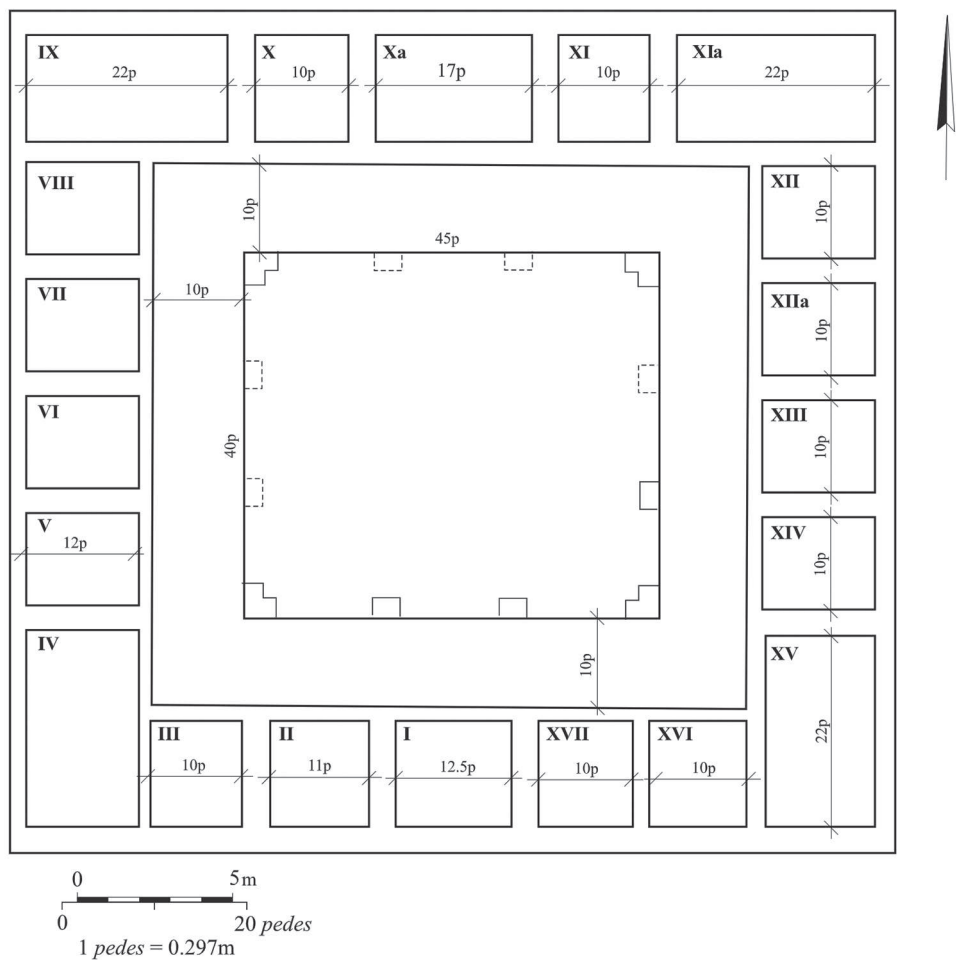 IX X Xa XI XIa
22p 10p 17p 10p 22p
VIII XII
10p 10p
45p
VII XIIa
10p 10p
VI XIII
40p 10p
V XIV
12p 10p
IV XV
10p 22p
III II I XVII XVI
10p 11p 12.5p 10p 10p
0 5m
0 20 pedes
1 pedes = 0.297m